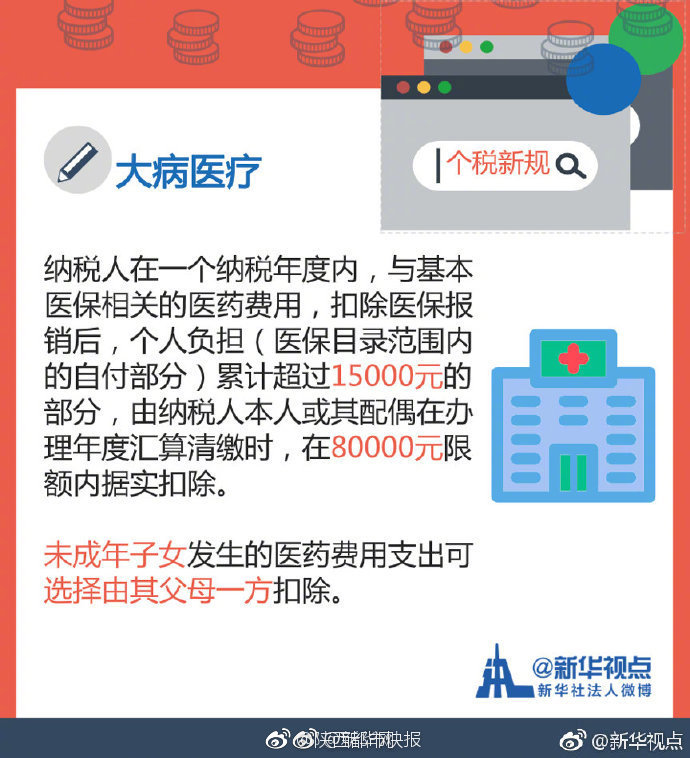 个税新规
大病医疗
纳税人在一个纳税年度内，与基本
医保相关的医药费用，扣除医保报
销后，个人负担（医保目录范围内
的自付部分）累计超过15000元的
部分，由纳税人本人或其配偶在办
理年度汇算清缴时，在80000元限
额内据实扣除。
未成年子女发生的医药费用支出可
选择由其父母一方扣除。
@新华视点
新华社法人微博
@新华视点